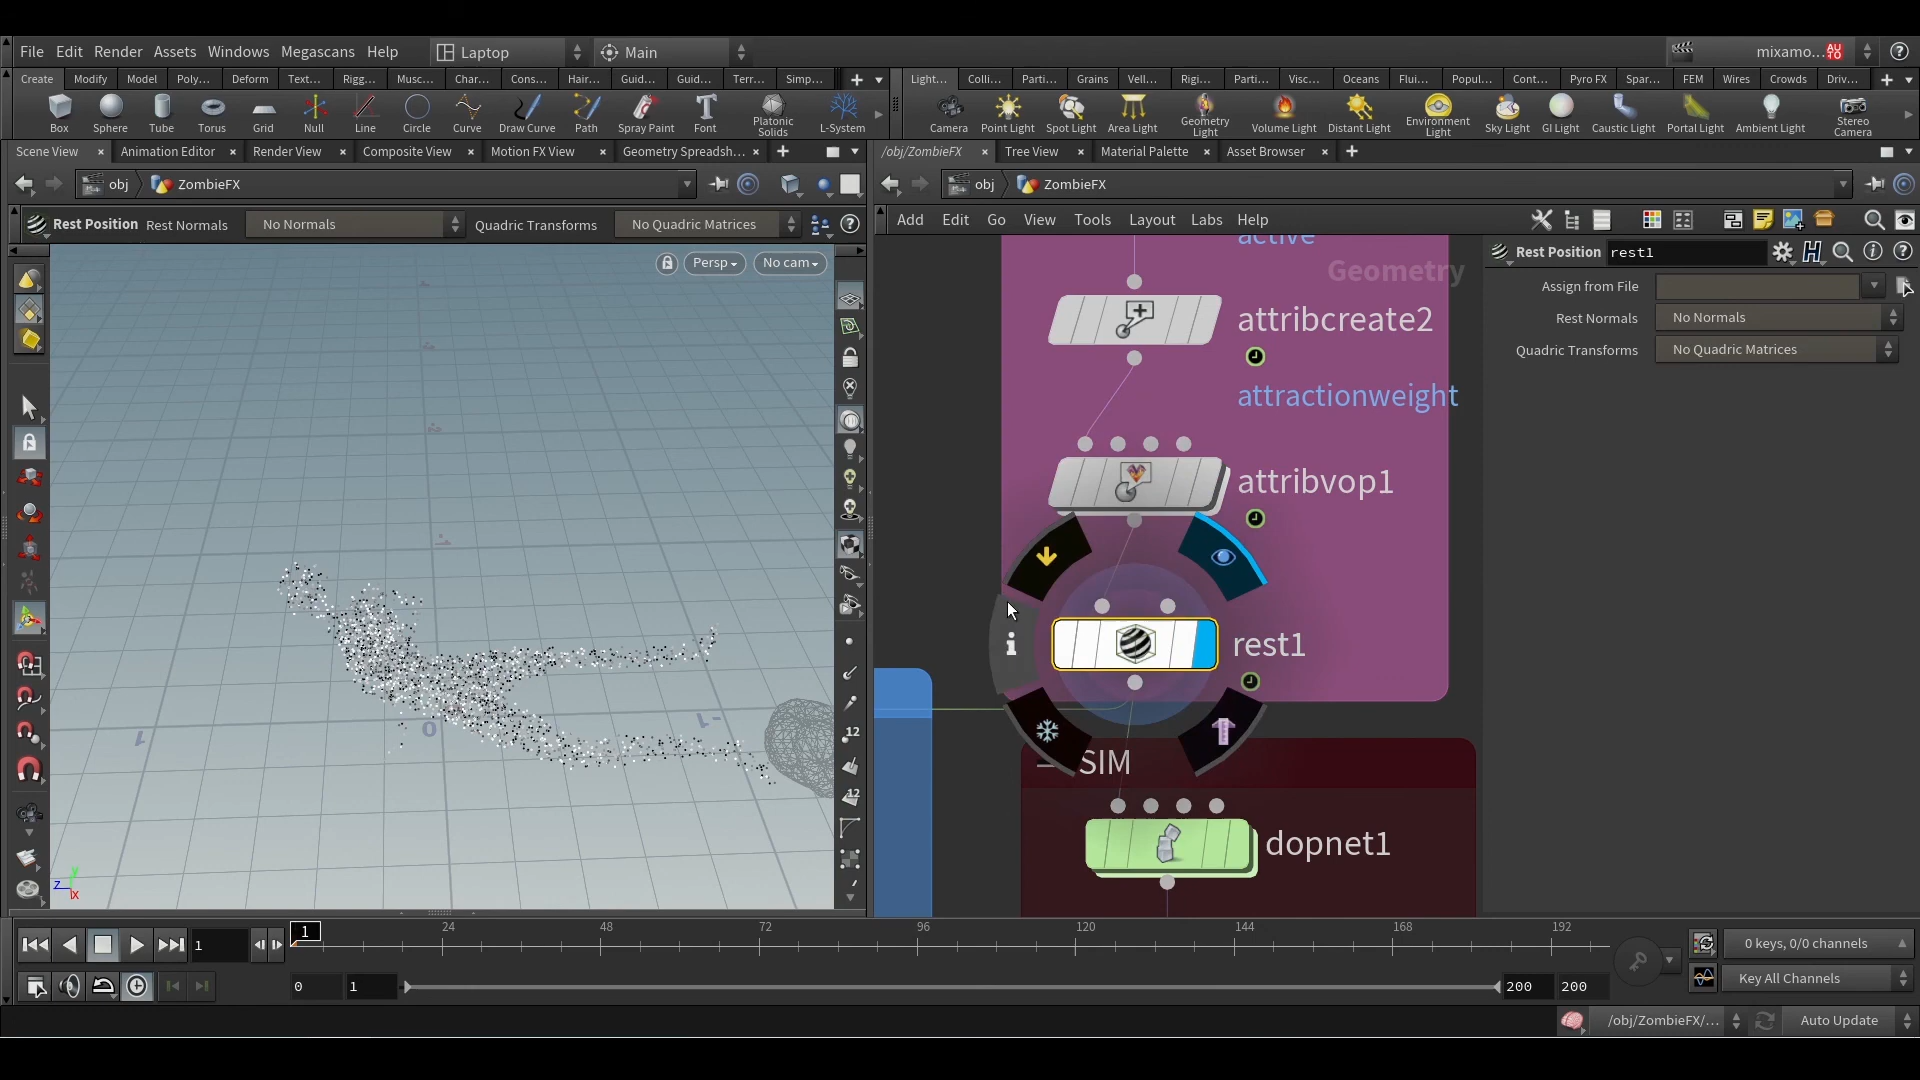 File Edit Render Assets Windows Megascans Help Laptop Main mixamo... AUTO
Create Modify Model Poly... Deform Text... Rigg... Musc... Char... Cons... Hair... Guid... Guid... Terr... Simp... Light... Colli... Parti... Grains Vell... Rigi... Parti... Visc... Oceans Flui... Popul... Cont... Pyro FX Spar... FEM Wires Crowds Driv...
Box Sphere Tube Torus Grid Null Line Circle Curve Draw Curve Path Spray Paint Font Platonic Solids L-System Camera Point Light Spot Light Area Light Geometry Light Volume Light Distant Light Environment Light Sky Light GI Light Caustic Light Portal Light Ambient Light Stereo Camera
Scene View Animation Editor Render View Composite View Motion FX View Geometry Spreadsh... /obj/ZombieFX Tree View Material Palette Asset Browser
obj ZombieFX obj ZombieFX
Rest Position Rest Normals No Normals Quadric Transforms No Quadric Matrices
Add Edit Go View Tools Layout Labs Help
Persp No cam
active
Geometry
Rest Position rest1
Assign from File
Rest Normals No Normals
Quadric Transforms No Quadric Matrices
attribcreate2
attractionweight
attribvop1
rest1
SIM
dopnet1
1 0 -1
12
12
z y x
1 1 24 48 72 96 120 144 168 192
0 keys, 0/0 channels
0 1 200 200 Key All Channels
/obj/ZombieFX/... Auto Update